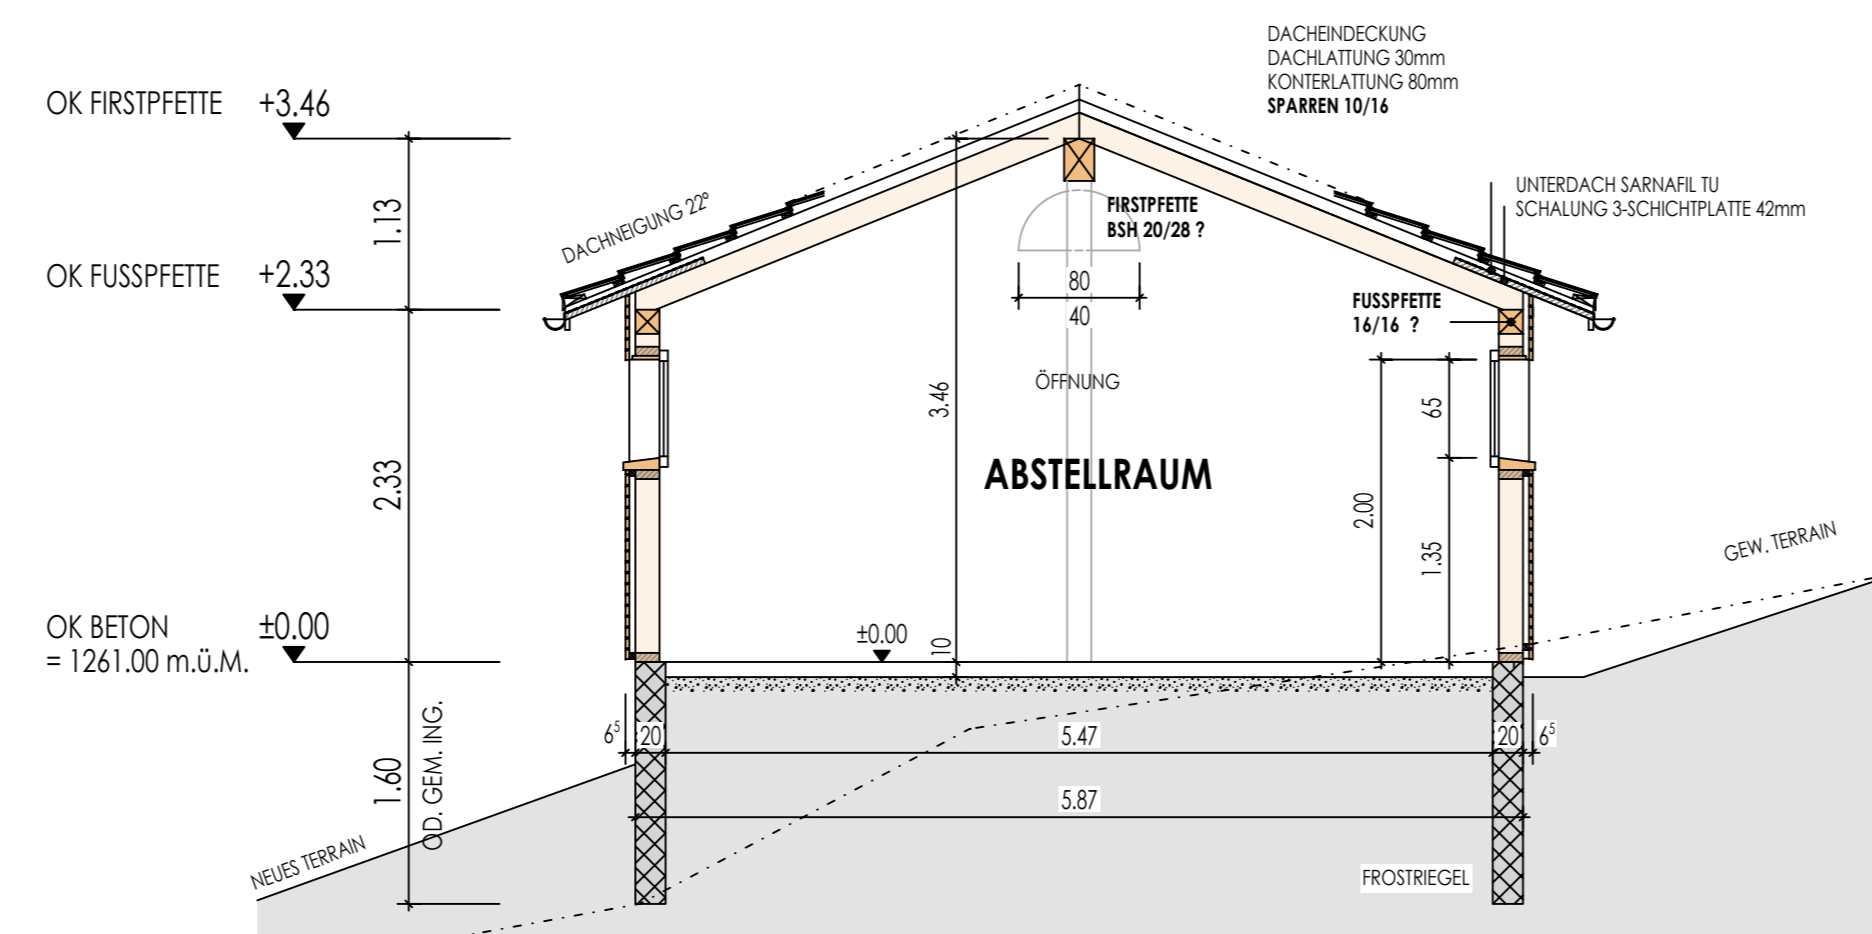 DACHEINDECKUNG
DACHLATTUNG 30mm
KONTERLATTUNG 80mm
SPARREN 10/16
OK FIRSTPFETTE +3.46
UNTERDACH SARNAFIL TU
SCHALUNG 3-SCHICHTPLATTE 42mm
DACHNEIGUNG 22°
1.13
FIRSTPFETTE
BSH 20/28 ?
OK FUSSPFETTE +2.33
80
40
FUSSPFETTE
16/16 ?
ÖFFNUNG
3.46
65
ABSTELLRAUM
2.33
2.00
1.35
GEW. TERRAIN
OK BETON ±0.00
= 1261.00 m.ü.M.
±0.00
10
6⁵
20
5.47
20
6⁵
1.60
OD. GEM. ING.
5.87
NEUES TERRAIN
FROSTRIEGEL